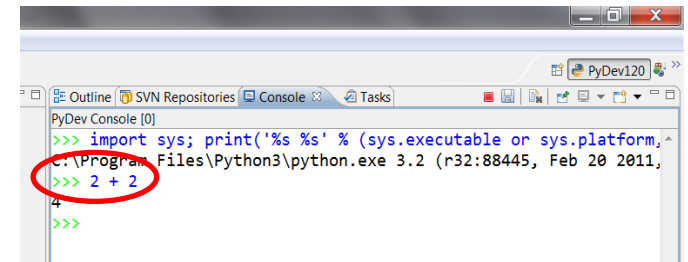 PyDev120
Outline SVN Repositories Console Tasks
PyDev Console [0]
>>> import sys; print('%s %s' % (sys.executable or sys.platform,
C:\Program Files\Python3\python.exe 3.2 (r32:88445, Feb 20 2011,
>>> 2 + 2
4
>>>